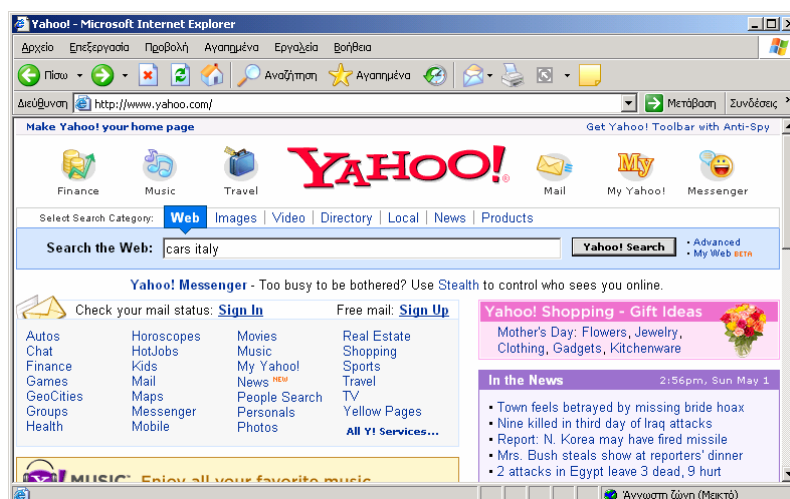 Yahoo! - Microsoft Internet Explorer
Αρχείο Επεξεργασία Προβολή Αγαπημένα Εργαλεία Βοήθεια
Πίσω Αναζήτηση Αγαπημένα
Διεύθυνση http://www.yahoo.com/ Μετάβαση Συνδέσεις »
Make Yahoo! your home page Get Yahoo! Toolbar with Anti-Spy
YAHOO!
My
Finance Music Travel Mail My Yahoo! Messenger
Select Search Category: Web Images | Video | Directory | Local | News | Products
Search the Web: cars italy Yahoo! Search
• Advanced
• My Web BETA
Yahoo! Messenger - Too busy to be bothered? Use Stealth to control who sees you online.
Check your mail status: Sign In Free mail: Sign Up
Autos Horoscopes Movies Real Estate
Chat HotJobs Music Shopping
Finance Kids My Yahoo! Sports
Games Mail News NEW Travel
GeoCities Maps People Search TV
Groups Messenger Personals Yellow Pages
Health Mobile Photos All Y! Services...
Yahoo! Shopping - Gift Ideas
Mother's Day: Flowers, Jewelry,
Clothing, Gadgets, Kitchenware
In the News 2:56pm, Sun May 1
• Town feels betrayed by missing bride hoax
• Nine killed in third day of Iraq attacks
• Report: N. Korea may have fired missile
• Mrs. Bush steals show at reporters' dinner
• 2 attacks in Egypt leave 3 dead, 9 hurt
Y! MUSIC Enjoy all your favorite music
Άγνωστη ζώνη (Μεικτό)